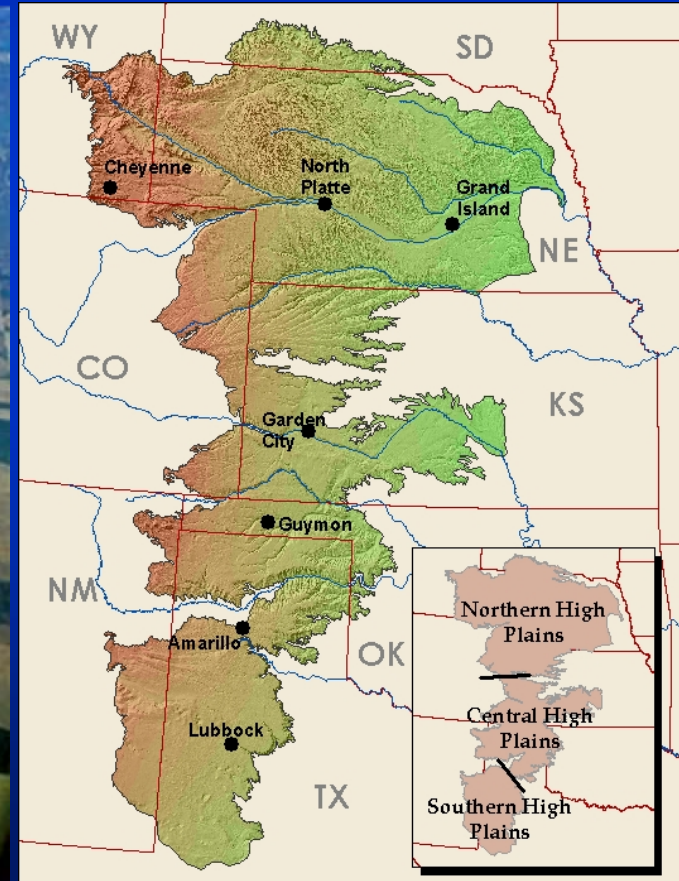 WY
SD
Cheyenne
North
Platte
Grand
Island
NE
CO
KS
Garden
City
Guymon
NM
Amarillo
OK
Lubbock
TX
Northern High
Plains
Central High
Plains
Southern High
Plains